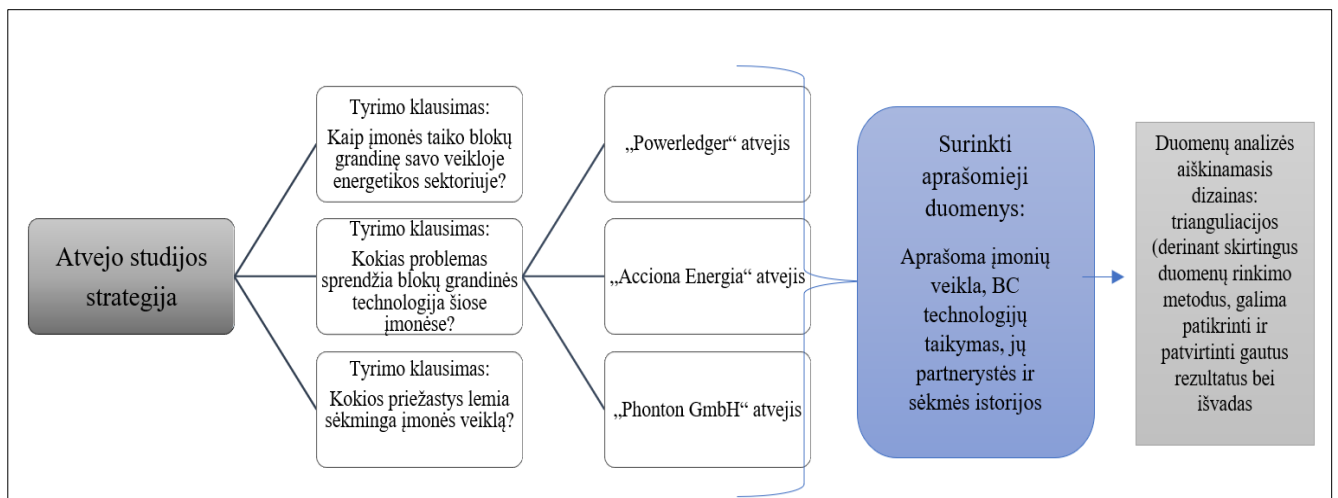 Atvejo studijos
strategija
Tyrimo klausimas:
Kaip įmonės taiko blokų
grandinę savo veikloje
energetikos sektoriuje?
Tyrimo klausimas:
Kokias problemas
sprendžia blokų grandinės
technologija šiose
įmonėse?
Tyrimo klausimas:
Kokios priežastys lemia
sėkminga įmonės veiklą?
„Powerledger“ atvejis
„Acciona Energia“ atvejis
„Phonton GmbH“ atvejis
Surinkti
aprašomieji
duomenys:
Aprašoma įmonių
veikla, BC
technologijų
taikymas, jų
partnerystės ir
sėkmės istorijos
Duomenų analizės
aiškinamasis
dizainas:
trianguliacijos
(derinant skirtingus
duomenų rinkimo
metodus, galima
patikrinti ir
patvirtinti gautus
rezultatus bei
išvadas